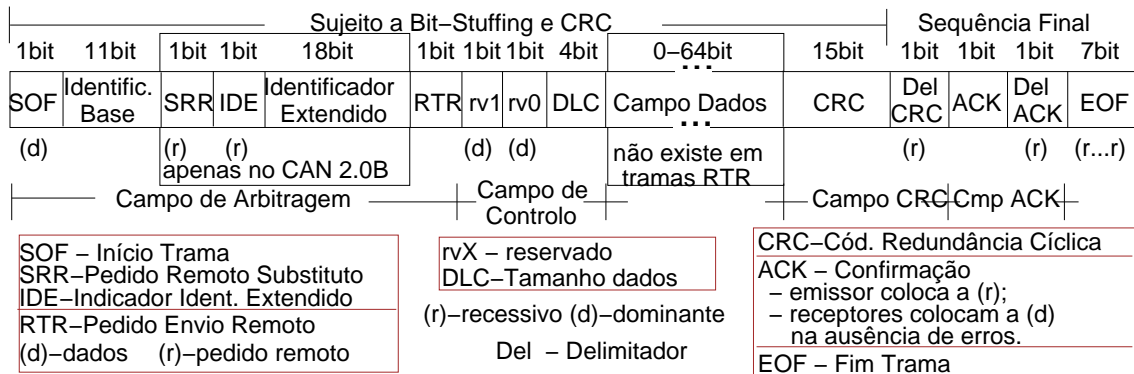 Sujeito a Bit–Stuffing e CRC Sequência Final
1bit 11bit 1bit 1bit 18bit 1bit 1bit 1bit 4bit 0–64bit 15bit 1bit 1bit 1bit 7bit
SOF Identific. Base SRR IDE Identificador Extendido RTR rv1 rv0 DLC Campo Dados CRC Del CRC ACK Del ACK EOF
(d) (r) (r) (d) (d) (r) (r) (r...r)
apenas no CAN 2.0B
não existe em
tramas RTR
Campo de Arbitragem
Campo de
Controlo
Campo CRC Cmp ACK
SOF – Início Trama
SRR–Pedido Remoto Substituto
IDE–Indicador Ident. Extendido
RTR–Pedido Envio Remoto
(d)–dados (r)–pedido remoto
rvX – reservado
DLC–Tamanho dados
(r)–recessivo (d)–dominante
Del – Delimitador
CRC–Cód. Redundância Cíclica
ACK – Confirmação
– emissor coloca a (r);
– receptores colocam a (d)
na ausência de erros.
EOF – Fim Trama